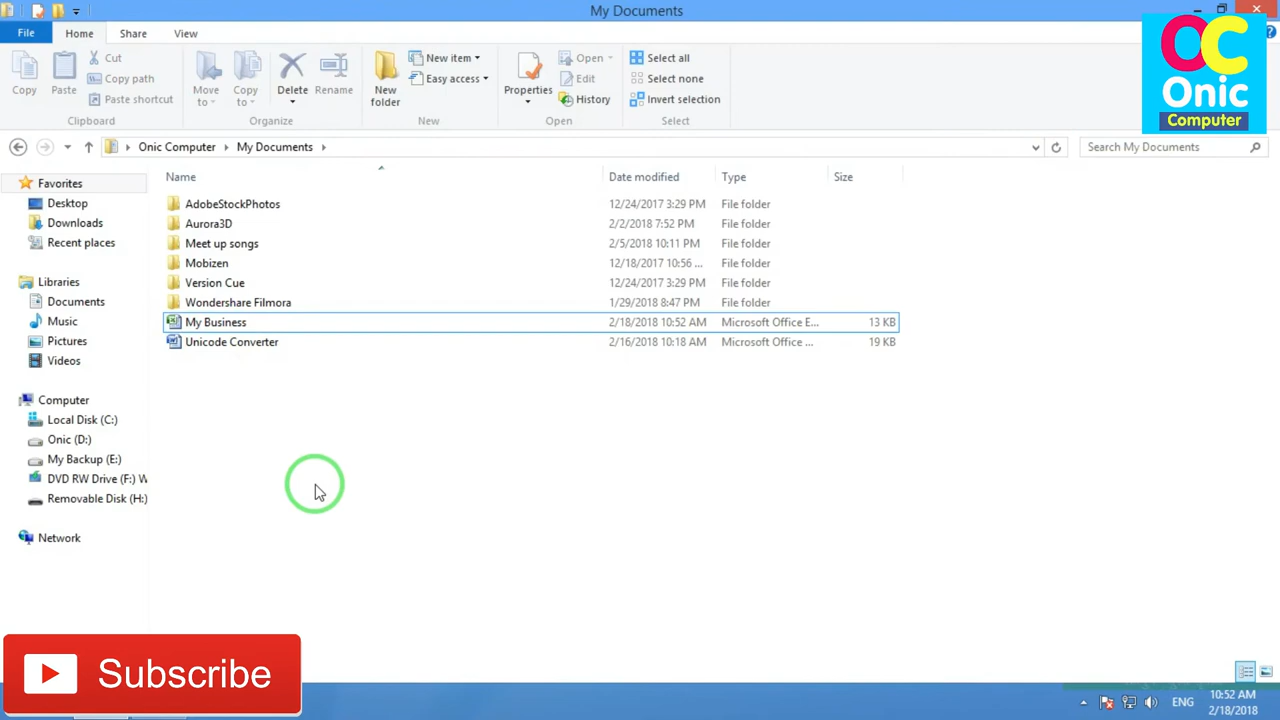 My Documents
File Home Share View
OC
Onic
Computer
Copy
Paste
Cut
Copy path
Paste shortcut
Clipboard
Move to
Copy to
Delete
Rename
Organize
New folder
New item
Easy access
New
Properties
Open
Edit
History
Open
Select all
Select none
Invert selection
Select
Onic Computer My Documents
Search My Documents
Name Date modified Type Size
AdobeStockPhotos 12/24/2017 3:29 PM File folder
Aurora3D 2/2/2018 7:52 PM File folder
Meet up songs 2/5/2018 10:11 PM File folder
Mobizen 12/18/2017 10:56 ... File folder
Version Cue 12/24/2017 3:29 PM File folder
Wondershare Filmora 1/29/2018 8:47 PM File folder
My Business 2/18/2018 10:52 AM Microsoft Office E... 13 KB
Unicode Converter 2/16/2018 10:18 AM Microsoft Office ... 19 KB
Favorites
Desktop
Downloads
Recent places
Libraries
Documents
Music
Pictures
Videos
Computer
Local Disk (C:)
Onic (D:)
My Backup (E:)
DVD RW Drive (F:) W
Removable Disk (H:)
Network
Subscribe
ENG
10:52 AM
2/18/2018